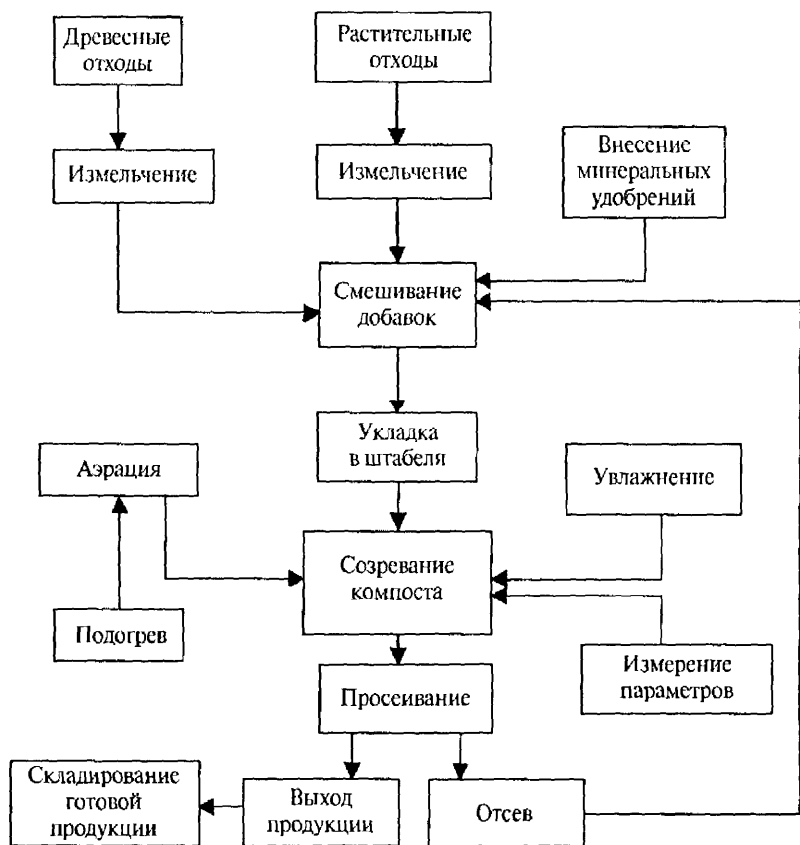 Древесные
отходы
Растительные
отходы
Измельчение
Измельчение
Внесение
минеральных
удобрений
Смешивание
добавок
Укладка
в штабеля
Аэрация
Увлажнение
Созревание
компоста
Подогрев
Измерение
параметров
Просеивание
Складирование
готовой
продукции
Выход
продукции
Отсев